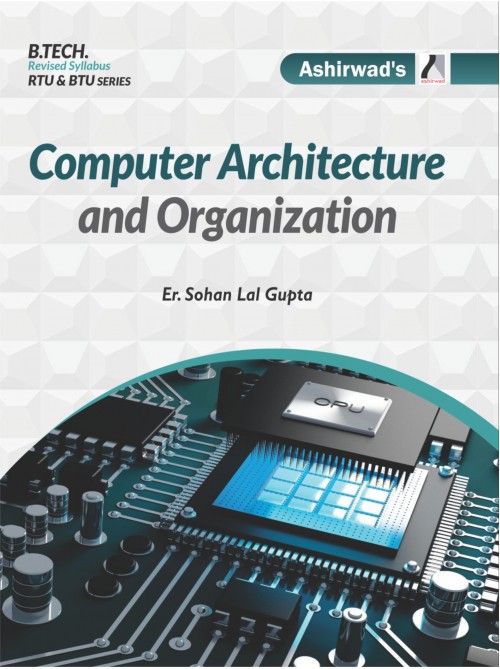 B.TECH.
Revised Syllabus
RTU & BTU SERIES
Ashirwad's
ashirwad
Computer Architecture
and Organization
Er. Sohan Lal Gupta
CPU